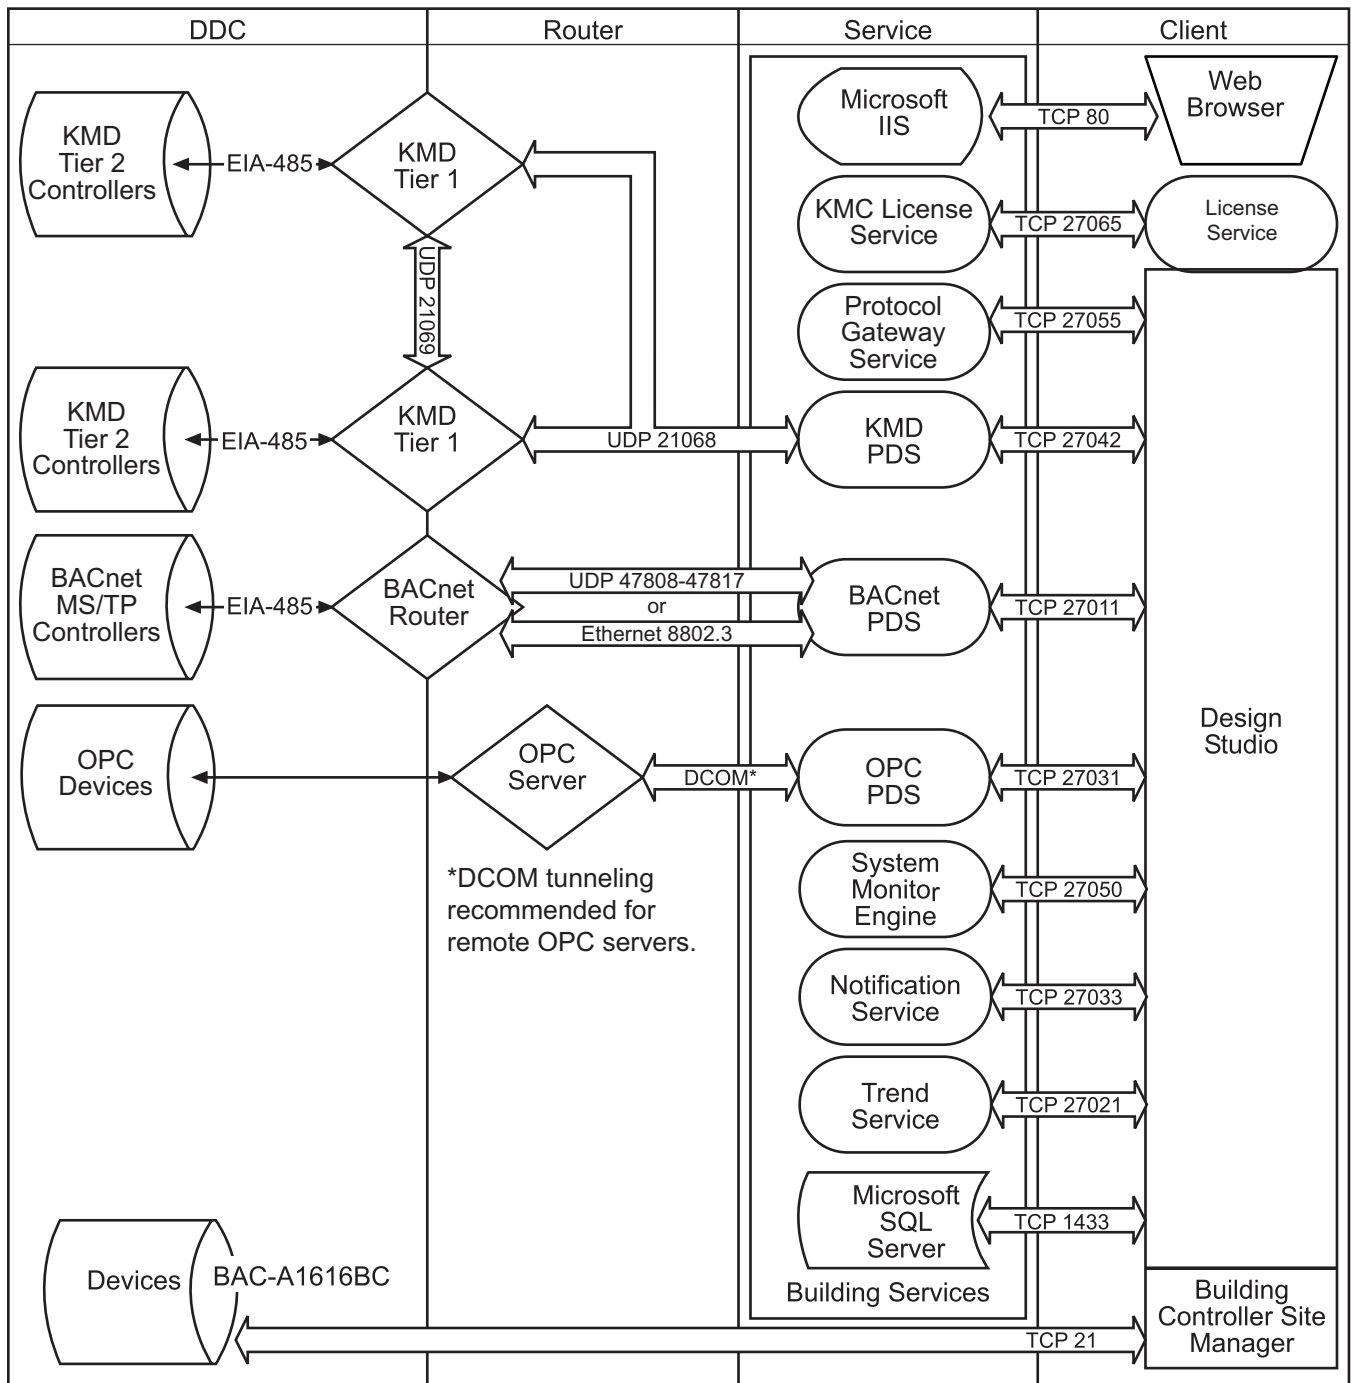 DDC
Router
Service
Client
KMD
Tier 2
Controllers
EIA-485
KMD
Tier 1
UDP 21069
KMD
Tier 2
Controllers
EIA-485
KMD
Tier 1
UDP 21068
BACnet
MS/TP
Controllers
EIA-485
BACnet
Router
UDP 47808-47817
or
Ethernet 8802.3
OPC
Devices
OPC
Server
DCOM*
*DCOM tunneling
recommended for
remote OPC servers.
Microsoft
IIS
TCP 80
Web
Browser
KMC License
Service
TCP 27065
License
Service
Protocol
Gateway
Service
TCP 27055
KMD
PDS
TCP 27042
BACnet
PDS
TCP 27011
OPC
PDS
TCP 27031
System
Monitor
Engine
TCP 27050
Notification
Service
TCP 27033
Trend
Service
TCP 27021
Microsoft
SQL
Server
TCP 1433
Building Services
Design
Studio
Devices
BAC-A1616BC
TCP 21
Building
Controller Site
Manager